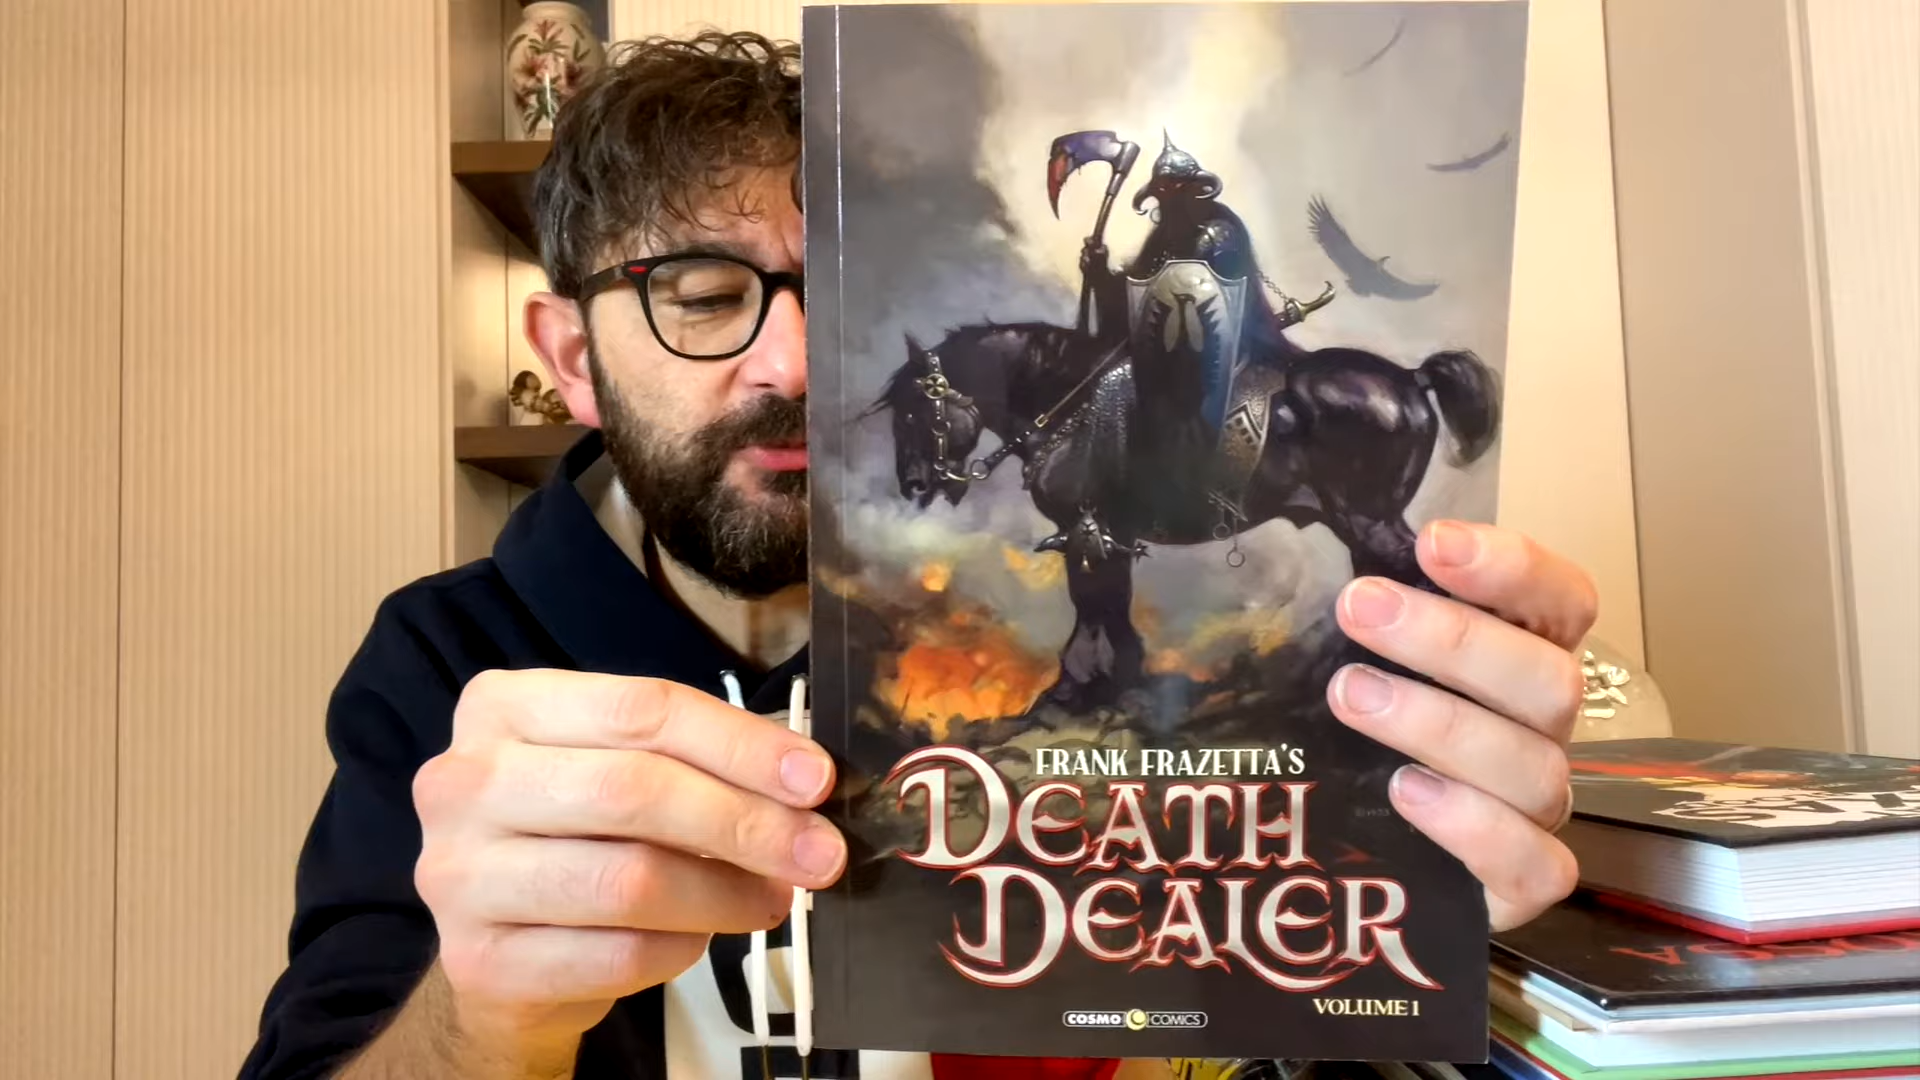 FRANK FRAZETTA'S
DEATH
DEALER
VOLUME 1
COSMO COMICS